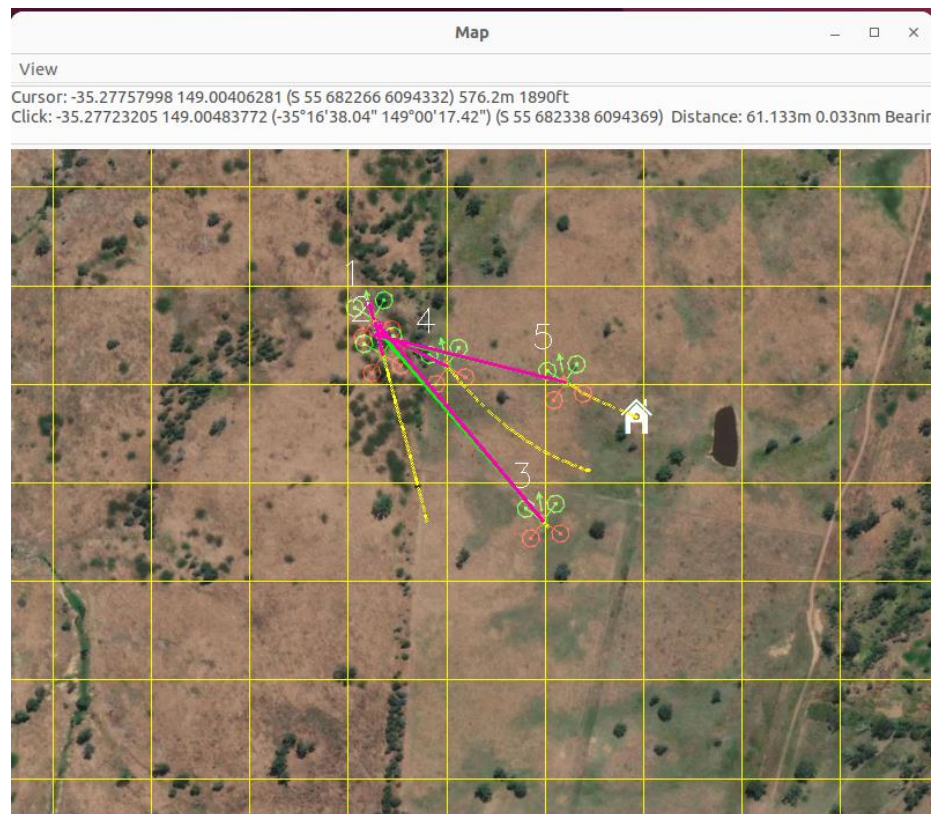 Map
View
Cursor: -35.27757998 149.00406281 (S 55 682266 6094332) 576.2m 1890ft
Click: -35.27723205 149.00483772 (-35°16'38.04" 149°00'17.42") (S 55 682338 6094369) Distance: 61.133m 0.033nm Bearin
1
2
4
5
3